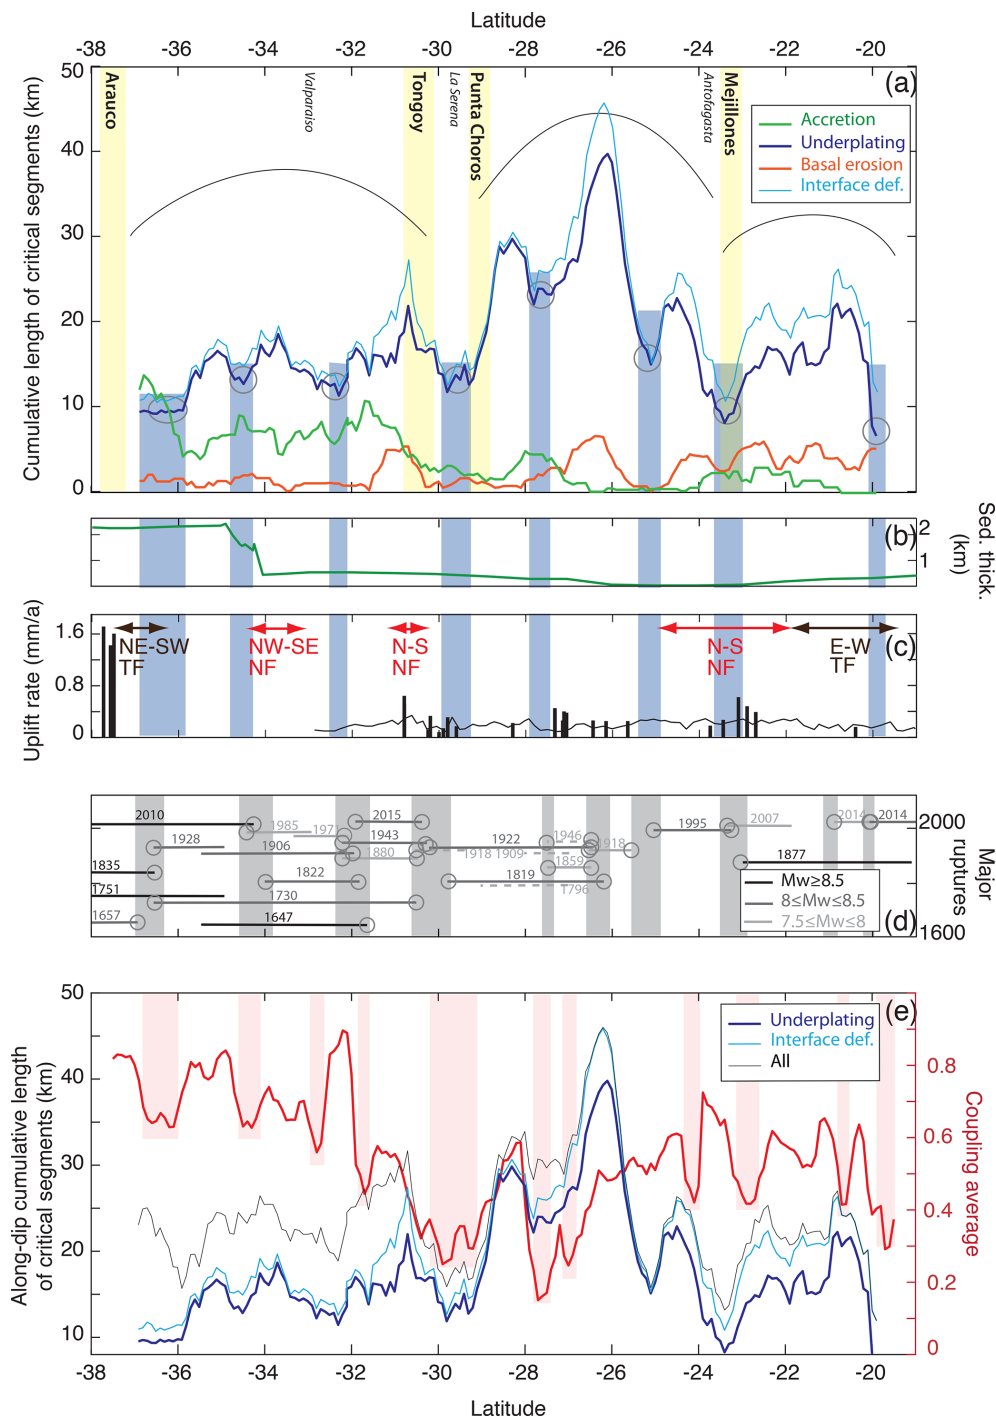 Latitude
-38 -36 -34 -32 -30 -28 -26 -24 -22 -20
50
40
30
20
10
0
Cumulative length of critical segments (km)
Arauco
Valparaiso
Tongoy
La Serena
Punta Choros
Antofagasta
Mejillones
(a)
Accretion
Underplating
Basal erosion
Interface def.
(b)
2
1
Sed. thick.
(km)
Uplift rate (mm/a)
1.6
0.8
0
NE-SW
TF
NW-SE
NF
N-S
NF
N-S
NF
E-W
TF
(c)
2010
1985
197
2015
1928
1906
1943
1880
1922
1918 1909
1946
1918
1995
2007
2014
2014
2000
1835
1822
1819
1859
1877
1751
1730
1796
1657
1647
Mw≥8.5
8≤Mw≤8.5
7.5≤Mw≤8
(d)
1600
Major
ruptures
50
40
30
20
10
Along-dip cumulative length
of critical segments (km)
(e)
Underplating
Interface def.
All
0.8
0.6
0.4
0.2
0
Coupling average
-38 -36 -34 -32 -30 -28 -26 -24 -22 -20
Latitude